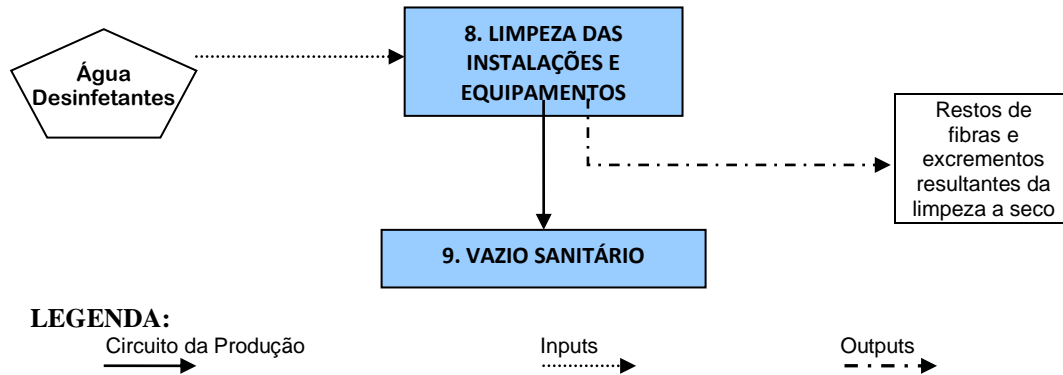 8. LIMPEZA DAS
INSTALAÇÕES E
EQUIPAMENTOS
Água
Desinfetantes
Restos de
fibras e
excrementos
resultantes da
limpeza a seco
9. VAZIO SANITÁRIO
LEGENDA:
Circuito da Produção
Inputs
Outputs